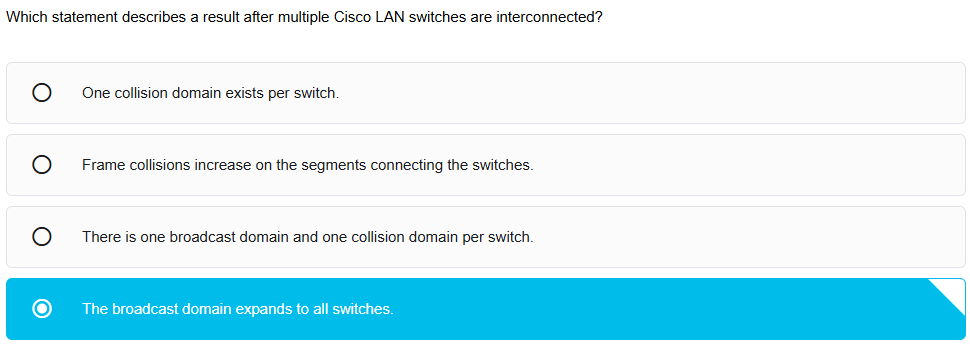 Which statement describes a result after multiple Cisco LAN switches are interconnected?
One collision domain exists per switch.
Frame collisions increase on the segments connecting the switches.
There is one broadcast domain and one collision domain per switch.
The broadcast domain expands to all switches.